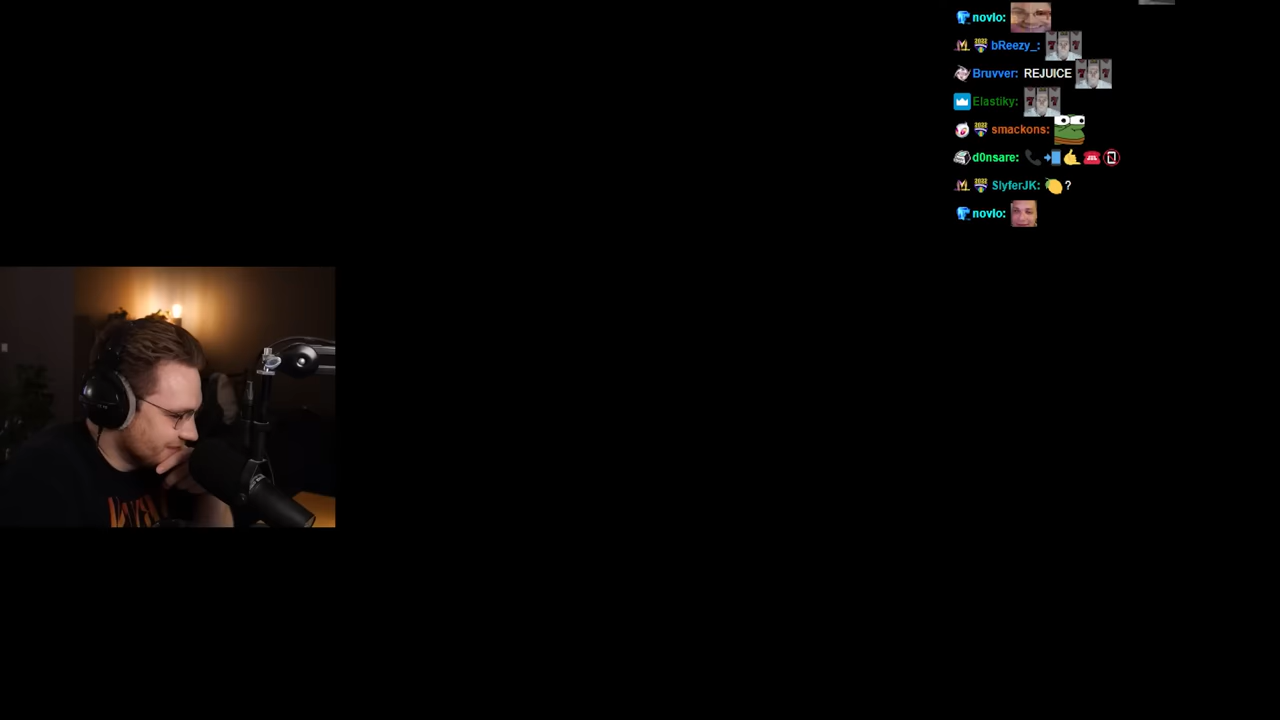 novlo:
bReezy_:
Bruvver: REJUICE
Elastiky:
smackons:
d0nsare:
SlyferJK: ?
novlo: